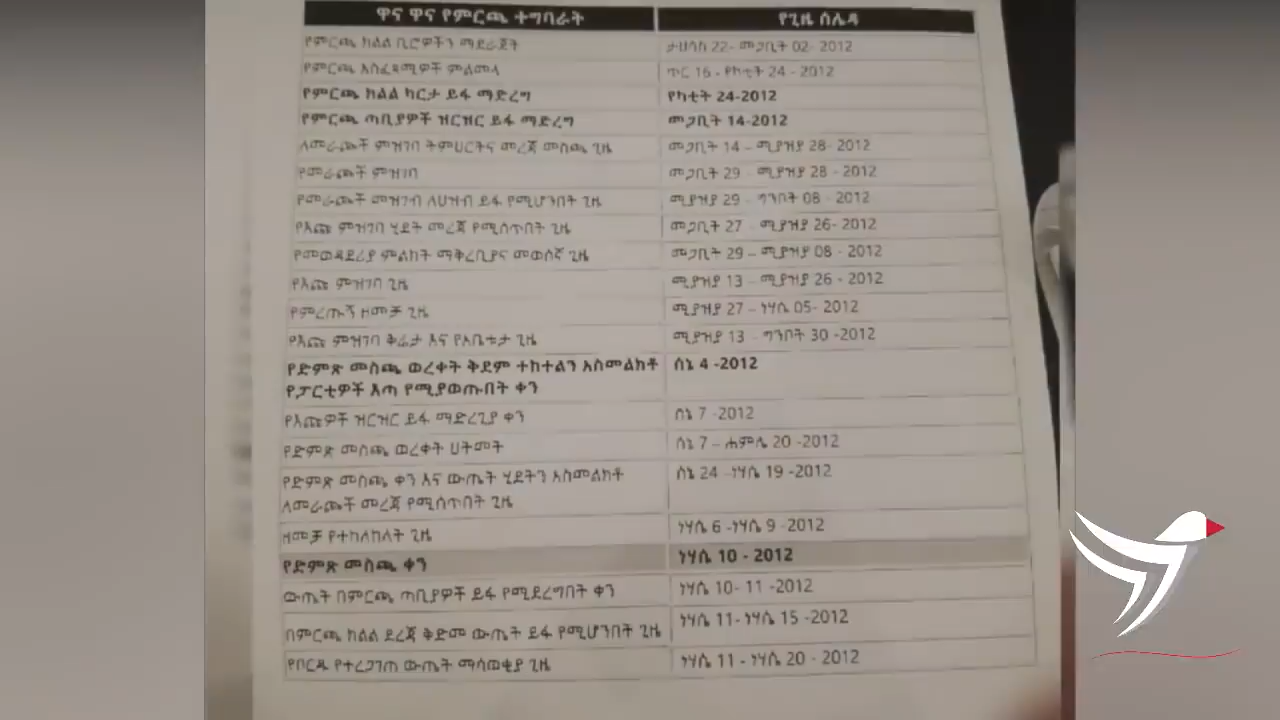 ዋና ዋና የምርጫ ተግባራት የጊዜ ሰሌዳ
የምርጫ ክልል ቢሮዎችን ማደራጀት ታህሳስ 22- መጋቢት 02- 2012
የምርጫ አስፈጻሚዎች ምልመላ ጥር 16 - የካቲት 24 - 2012
የምርጫ ክልል ካርታ ይፋ ማድረግ የካቲት 24-2012
የምርጫ ጣቢያዎች ዝርዝር ይፋ ማድረግ መጋቢት 14-2012
ለመራጮች ምዝገባ ትምህርትና መረጃ መስጫ ጊዜ መጋቢት 14 – ሚያዝያ 28- 2012
የመራጮች ምዝገባ መጋቢት 29 - ሚያዝያ 28 - 2012
የመራጮች መዝገብ ለህዝብ ይፋ የሚሆንበት ጊዜ ሚያዝያ 29 - ግንቦት 08 - 2012
የእጩ ምዝገባ ሂደት መረጃ የሚሰጥበት ጊዜ መጋቢት 27 - ሚያዝያ 26- 2012
የመወዳደሪያ ምልክት ማቅረቢያና መወሰኛ ጊዜ መጋቢት 29 – ሚያዝያ 08 - 2012
የእጩ ምዝገባ ጊዜ ሚያዝያ 13 – ሚያዝያ 26 - 2012
የምረጡኝ ዘመቻ ጊዜ ሚያዝያ 27 – ነሃሴ 05- 2012
የእጩ ምዝገባ ቅሬታ እና የአቤቱታ ጊዜ ሚያዝያ 13 - ግንቦት 30 -2012
የድምጽ መስጫ ወረቀት ቅደም ተከተልን አስመልክቶ ሰኔ 4 -2012
የፓርቲዎች እጣ የሚያወጡበት ቀን
የእጩዎች ዝርዝር ይፋ ማድረጊያ ቀን ሰኔ 7 -2012
የድምጽ መስጫ ወረቀት ህትመት ሰኔ 7 – ሐምሌ 20 -2012
የድምጽ መስጫ ቀን እና ውጤት ሂደትን አስመልክቶ ሰኔ 24 -ነሃሴ 19 -2012
ለመራጮች መረጃ የሚሰጥበት ጊዜ
ዘመቻ የተከለከለት ጊዜ ነሃሴ 6 -ነሃሴ 9 -2012
የድምጽ መስጫ ቀን ነሃሴ 10 - 2012
ውጤት በምርጫ ጣቢያዎች ይፋ የሚደረግበት ቀን ነሃሴ 10- 11 -2012
በምርጫ ክልል ደረጃ ቅድመ ውጤት ይፋ የሚሆንበት ጊዜ ነሃሴ 11- ነሃሴ 15 -2012
የቦርዱ የተረጋገጠ ውጤት ማሳወቂያ ጊዜ ነሃሴ 11 - ነሃሴ 20 - 2012